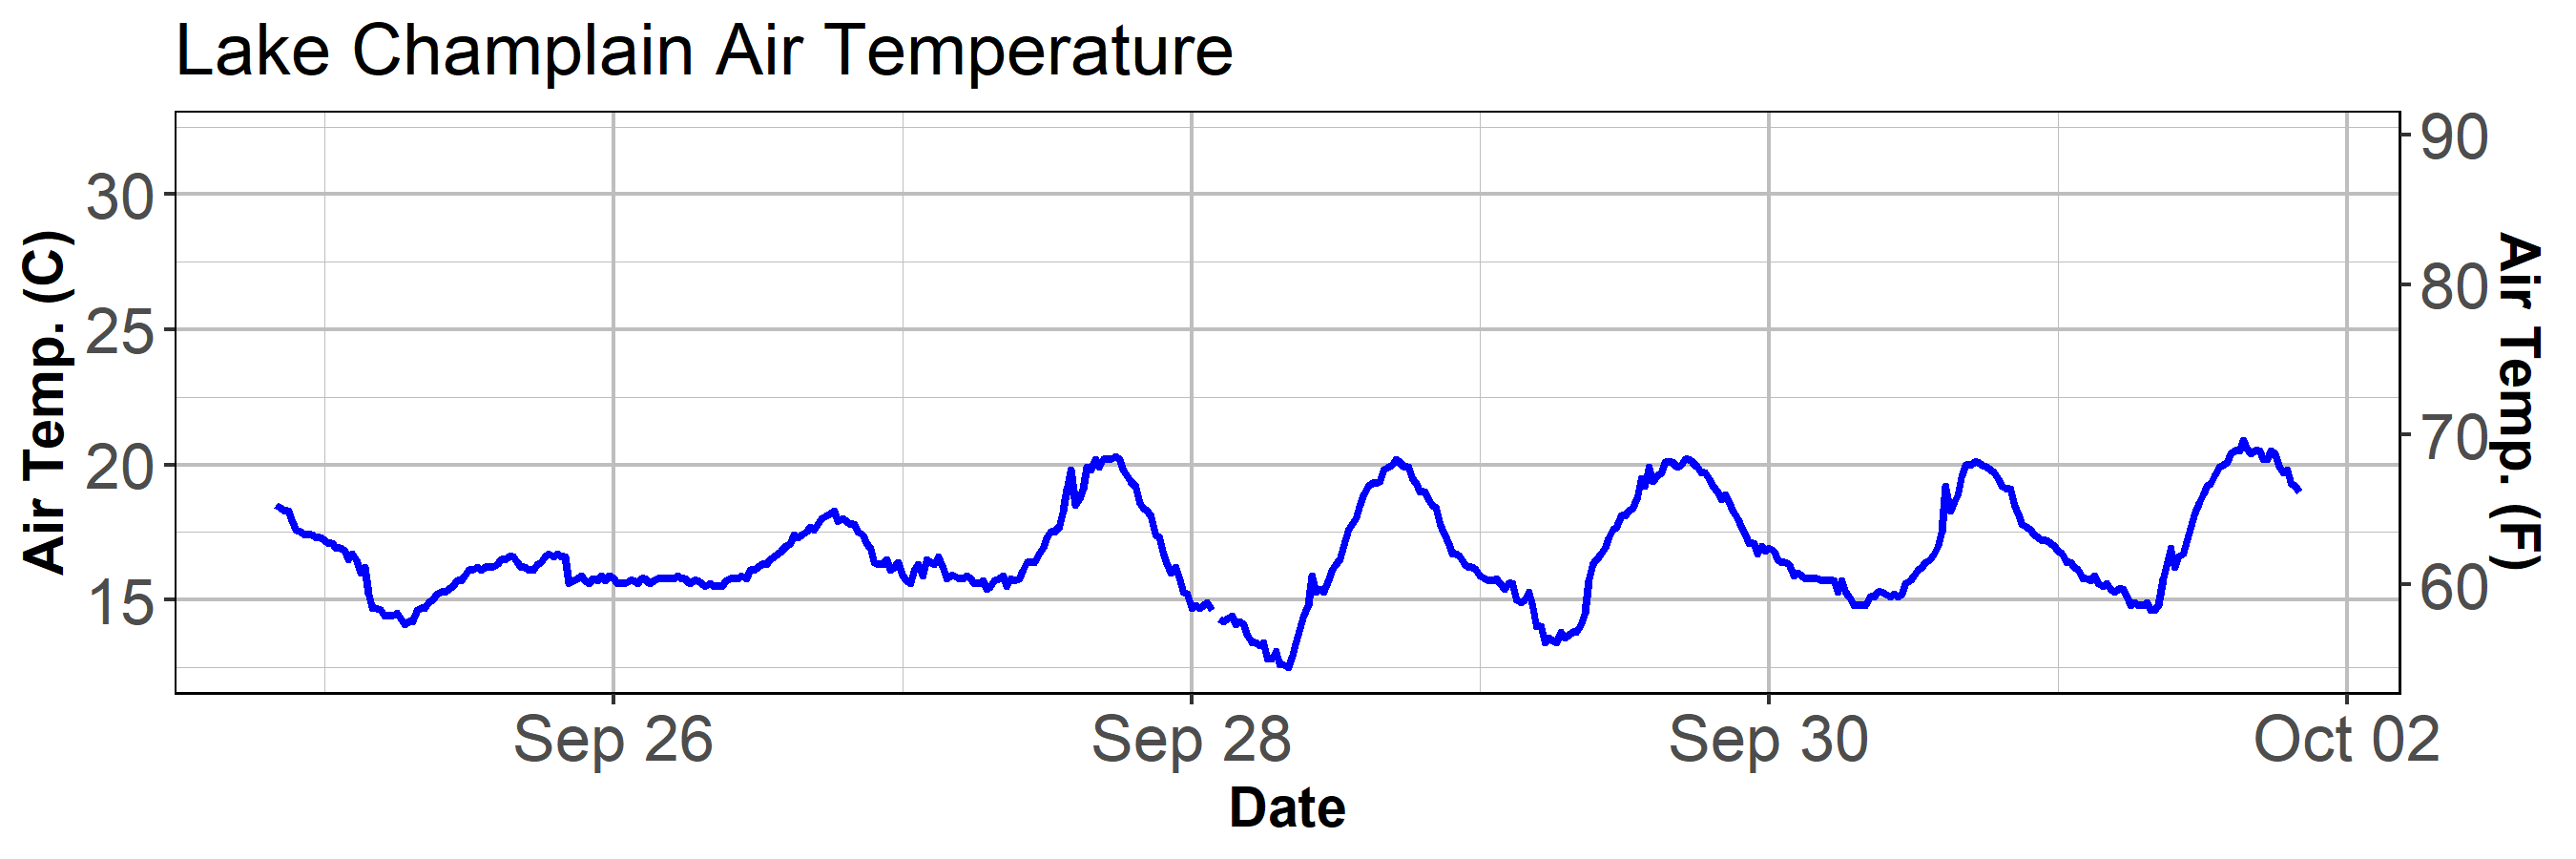 Lake Champlain Air Temperature
Air Temp. (C)
30
25
20
15
90
80
70
60
Air Temp. (F)
Sep 26
Sep 28
Sep 30
Oct 02
Date